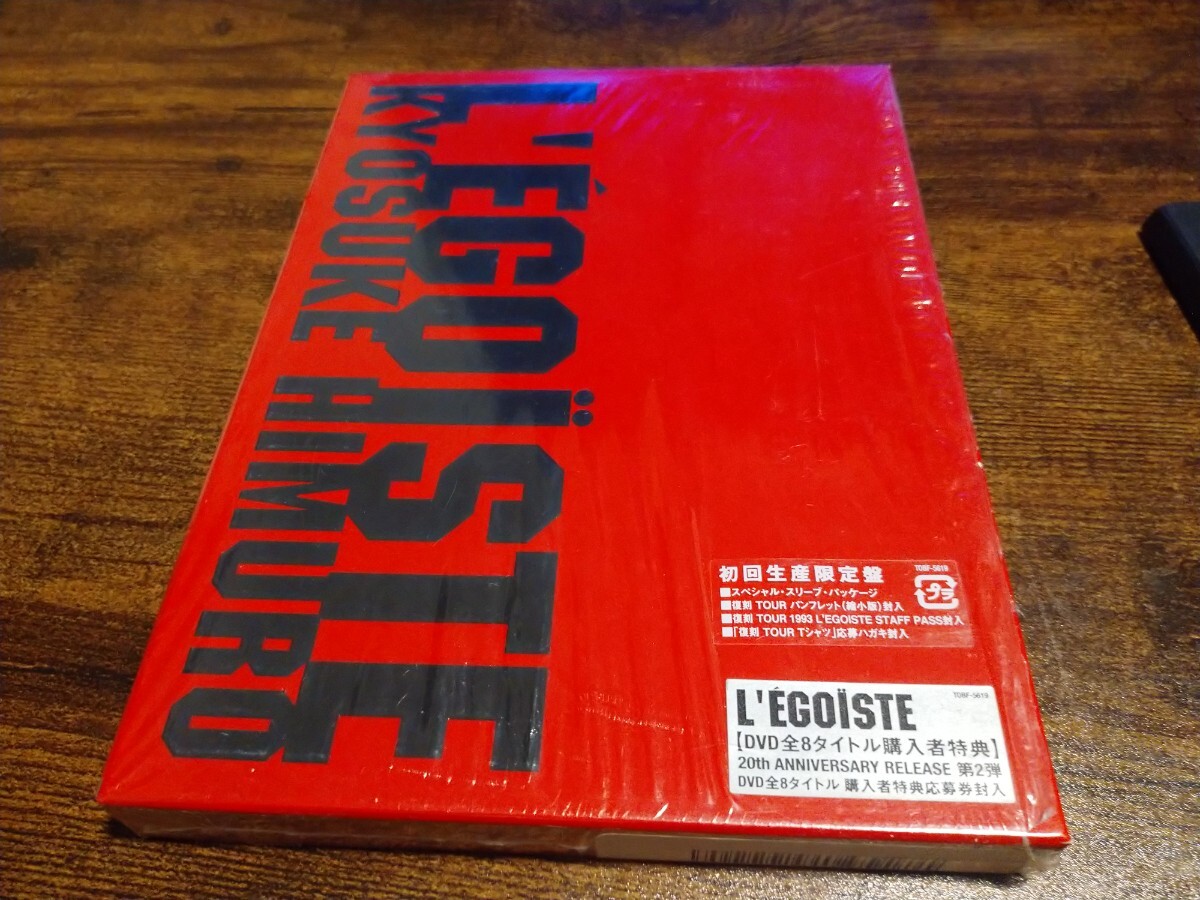 L'ÉGOÏSTE
KYOSUKE HIMURO
初回生産限定盤
TOBF-5619
プラ
■スペシャル・スリーブ・パッケージ
■復刻 TOUR パンフレット(縮小版)封入
■復刻 TOUR 1993 L'EGOISTE STAFF PASS封入
■「復刻 TOUR Tシャツ」応募ハガキ封入
L'ÉGOÏSTE
TOBF-5619
【DVD全8タイトル購入者特典】
20th ANNIVERSARY RELEASE 第2弾
DVD全8タイトル 購入者特典応募券封入